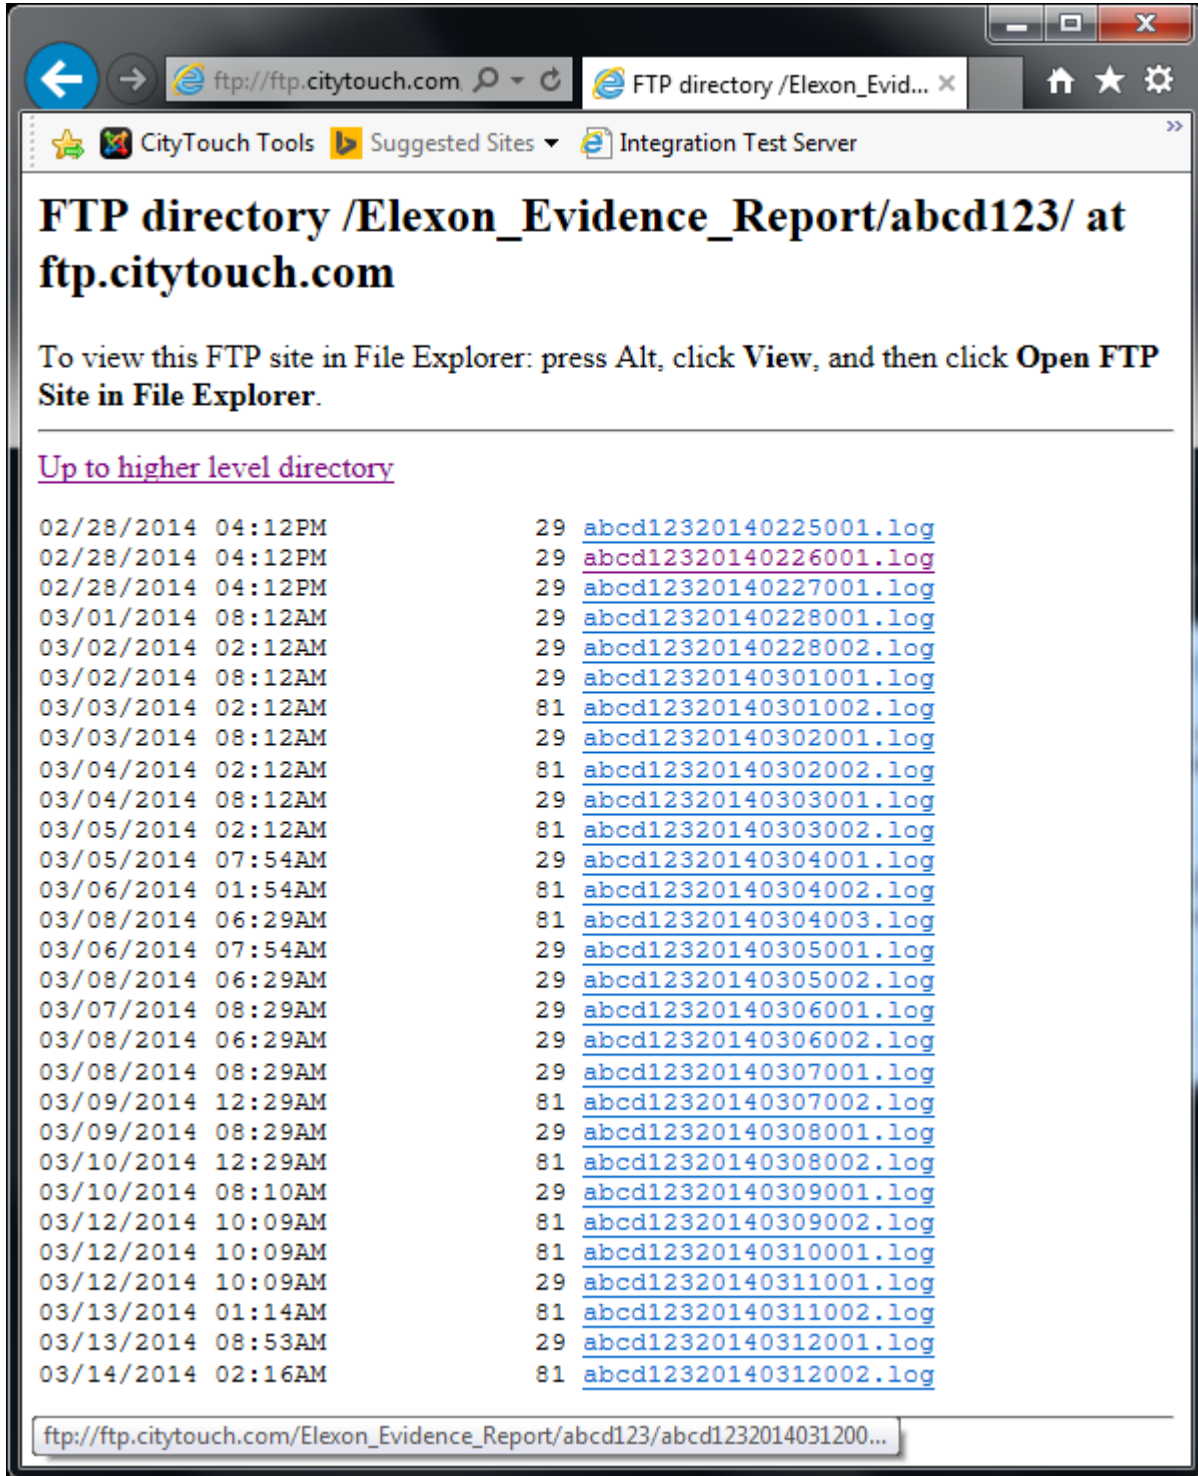 ftp://ftp.citytouch.com, FTP directory /Elexon_Evid...
CityTouch Tools Suggested Sites Integration Test Server
FTP directory /Elexon_Evidence_Report/abcd123/ at
ftp.citytouch.com
To view this FTP site in File Explorer: press Alt, click View, and then click Open FTP
Site in File Explorer.
Up to higher level directory
02/28/2014 04:12PM 29 abcd12320140225001.log
02/28/2014 04:12PM 29 abcd12320140226001.log
02/28/2014 04:12PM 29 abcd12320140227001.log
03/01/2014 08:12AM 29 abcd12320140228001.log
03/02/2014 02:12AM 29 abcd12320140228002.log
03/02/2014 08:12AM 29 abcd12320140301001.log
03/03/2014 02:12AM 81 abcd12320140301002.log
03/03/2014 08:12AM 29 abcd12320140302001.log
03/04/2014 02:12AM 81 abcd12320140302002.log
03/04/2014 08:12AM 29 abcd12320140303001.log
03/05/2014 02:12AM 81 abcd12320140303002.log
03/05/2014 07:54AM 29 abcd12320140304001.log
03/06/2014 01:54AM 81 abcd12320140304002.log
03/08/2014 06:29AM 81 abcd12320140304003.log
03/06/2014 07:54AM 29 abcd12320140305001.log
03/08/2014 06:29AM 29 abcd12320140305002.log
03/07/2014 08:29AM 29 abcd12320140306001.log
03/08/2014 06:29AM 29 abcd12320140306002.log
03/08/2014 08:29AM 29 abcd12320140307001.log
03/09/2014 12:29AM 81 abcd12320140307002.log
03/09/2014 08:29AM 29 abcd12320140308001.log
03/10/2014 12:29AM 81 abcd12320140308002.log
03/10/2014 08:10AM 29 abcd12320140309001.log
03/12/2014 10:09AM 81 abcd12320140309002.log
03/12/2014 10:09AM 81 abcd12320140310001.log
03/12/2014 10:09AM 29 abcd12320140311001.log
03/13/2014 01:14AM 81 abcd12320140311002.log
03/13/2014 08:53AM 29 abcd12320140312001.log
03/14/2014 02:16AM 81 abcd12320140312002.log
ftp://ftp.citytouch.com/Elexon_Evidence_Report/abcd123/abcd1232014031200...